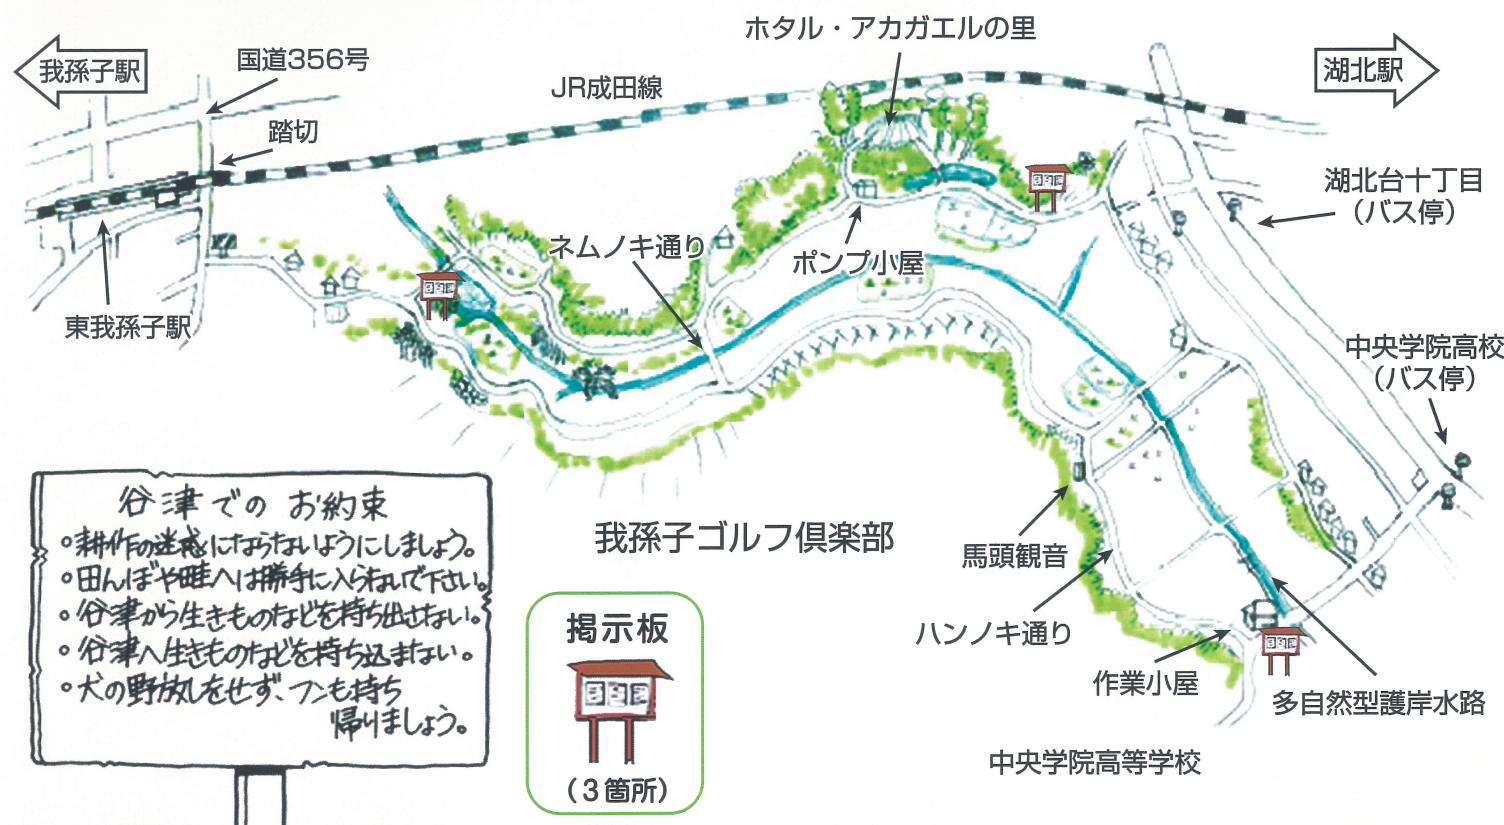 ホタル・アカガエルの里
我孫子駅
国道356号
JR成田線
湖北駅
踏切
湖北台十丁目
（バス停）
ネムノキ通り
ポンプ小屋
東我孫子駅
中央学院高校
（バス停）
谷津でのお約束
。耕作の迷惑にならないようにしましょう。
。田んぼや畦へは勝手に入らないで下さい。
。谷津から生きものなどを持ち出さない。
。谷津へ生きものなどを持ち込まない。
・犬の野放しをせず、フンも持ち
帰りましょう。
我孫子ゴルフ倶楽部
馬頭観音
掲示板
（３箇所）
ハンノキ通り
作業小屋
多自然型護岸水路
中央学院高等学校